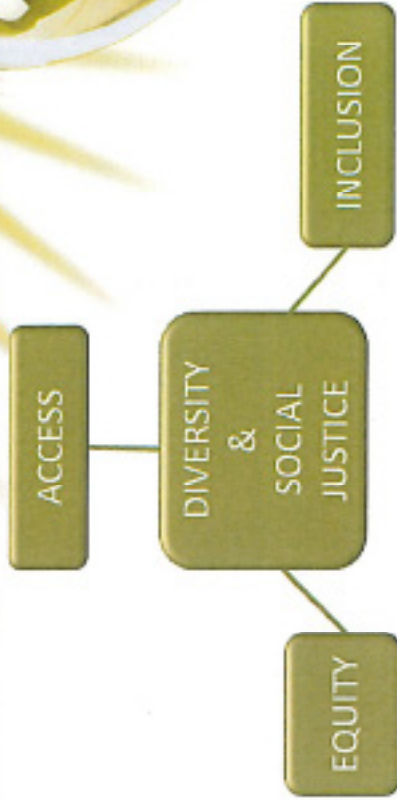 ACCESS
DIVERSITY
&
SOCIAL
JUSTICE
EQUITY
INCLUSION